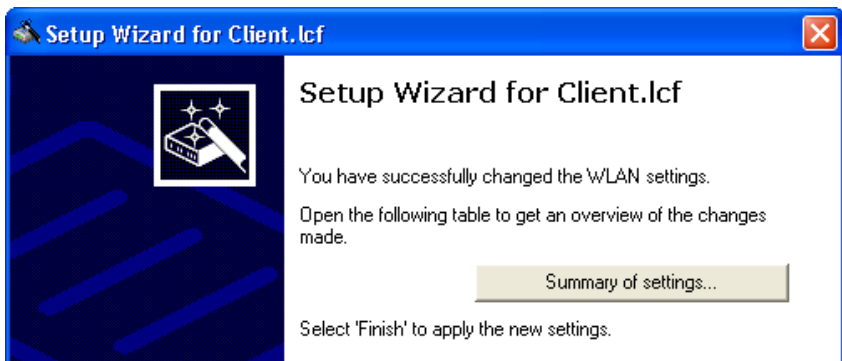 Setup Wizard for Client.lcf
Setup Wizard for Client.lcf
You have successfully changed the WLAN settings.
Open the following table to get an overview of the changes
made.
Summary of settings...
Select 'Finish' to apply the new settings.